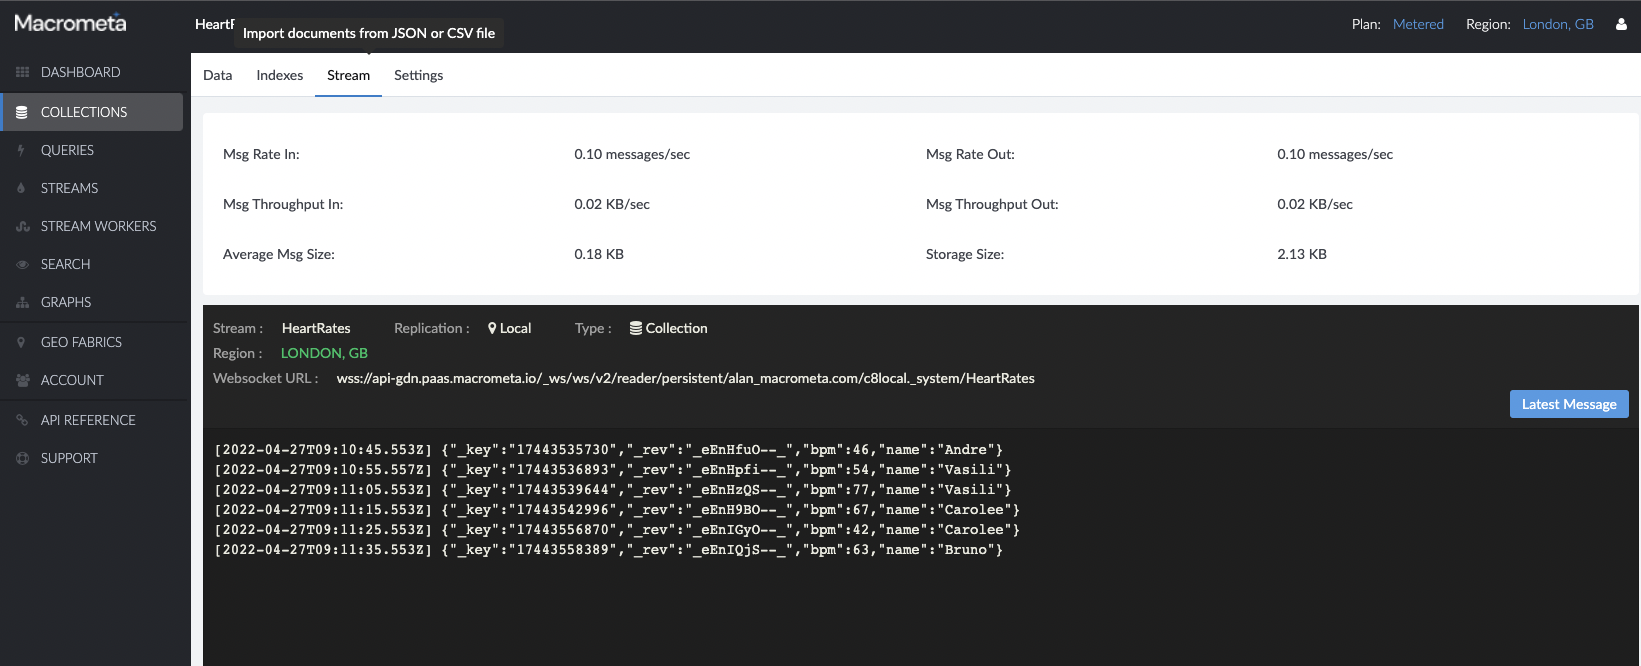 Macrometa
HeartR
Import documents from JSON or CSV file
Plan: Metered Region: London, GB
DASHBOARD
COLLECTIONS
QUERIES
STREAMS
STREAM WORKERS
SEARCH
GRAPHS
GEO FABRICS
ACCOUNT
API REFERENCE
SUPPORT
Data Indexes Stream Settings
Msg Rate In: 0.10 messages/sec Msg Rate Out: 0.10 messages/sec
Msg Throughput In: 0.02 KB/sec Msg Throughput Out: 0.02 KB/sec
Average Msg Size: 0.18 KB Storage Size: 2.13 KB
Stream : HeartRates Replication : Local Type : Collection
Region : LONDON, GB
Websocket URL : wss://api-gdn.paas.macrometa.io/_ws/ws/v2/reader/persistent/alan_macrometa.com/c8local._system/HeartRates
Latest Message
[2022-04-27T09:10:45.553Z] {"_key":"17443535730","_rev":"_eEnHfuO--_","bpm":46,"name":"Andre"}
[2022-04-27T09:10:55.557Z] {"_key":"17443536893","_rev":"_eEnHpfi--_","bpm":54,"name":"Vasili"}
[2022-04-27T09:11:05.553Z] {"_key":"17443539644","_rev":"_eEnHzQS--_","bpm":77,"name":"Vasili"}
[2022-04-27T09:11:15.553Z] {"_key":"17443542996","_rev":"_eEnH9BO--_","bpm":67,"name":"Carolee"}
[2022-04-27T09:11:25.553Z] {"_key":"17443556870","_rev":"_eEnIGyO--_","bpm":42,"name":"Carolee"}
[2022-04-27T09:11:35.553Z] {"_key":"17443558389","_rev":"_eEnIQjS--_","bpm":63,"name":"Bruno"}